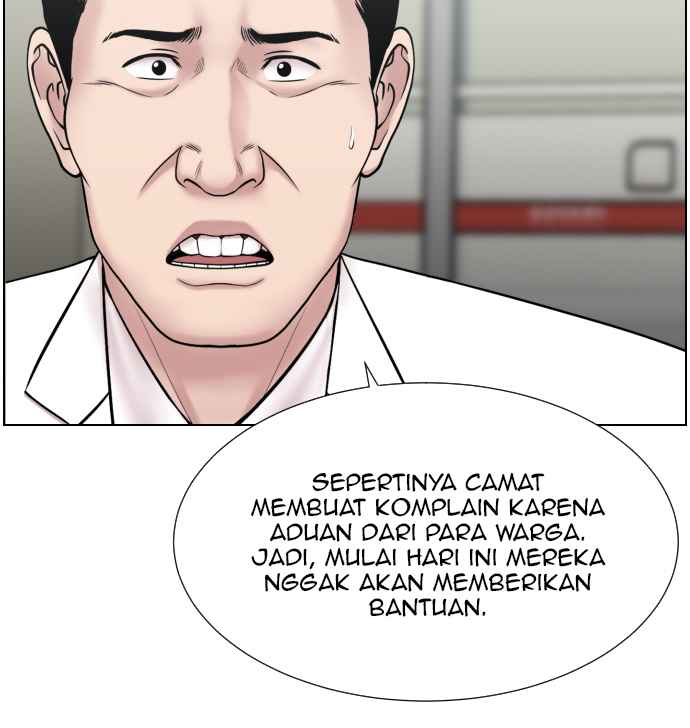 SEPERTINYA CAMAT
MEMBUAT KOMPLAIN KARENA
ADUAN DARI PARA WARGA.
JADI, MULAI HARI INI MEREKA
NGGAK AKAN MEMBERIKAN
BANTUAN.